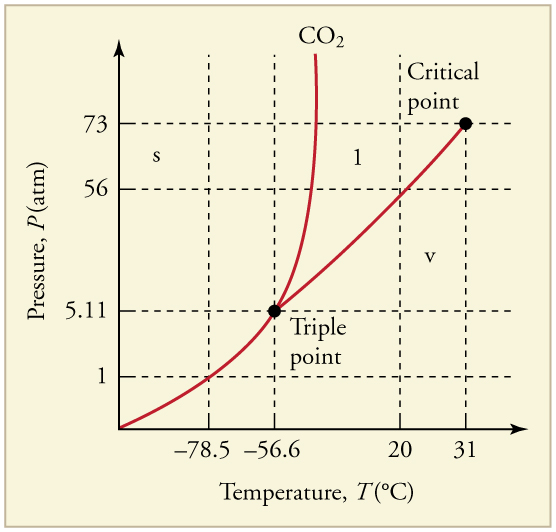 CO₂
Critical
point
73
s
l
56
v
Pressure, P(atm)
5.11
Triple
point
1
–78.5 –56.6 20 31
Temperature, T(°C)